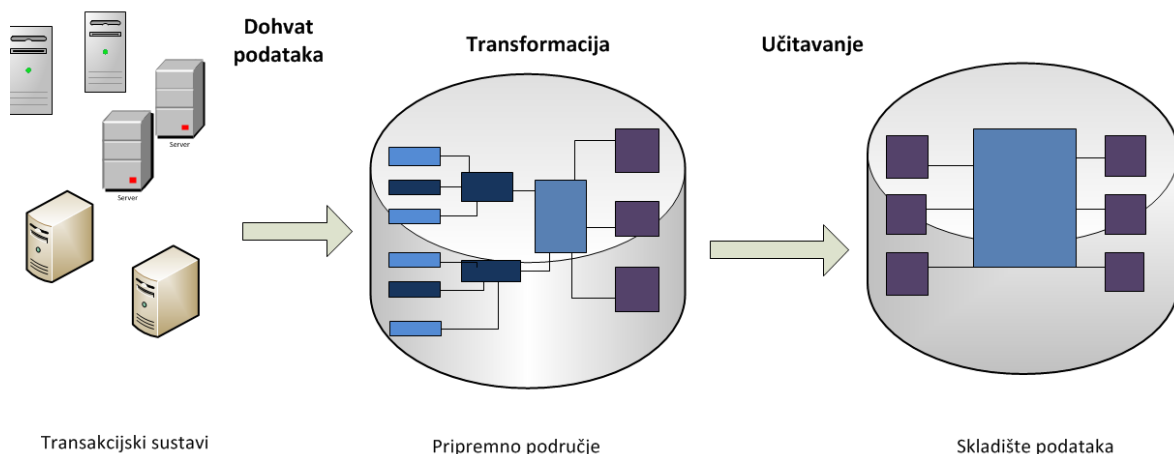 Dohvat
podataka
Transformacija
Učitavanje
Server
Server
Transakcijski sustavi
Pripremno područje
Skladište podataka